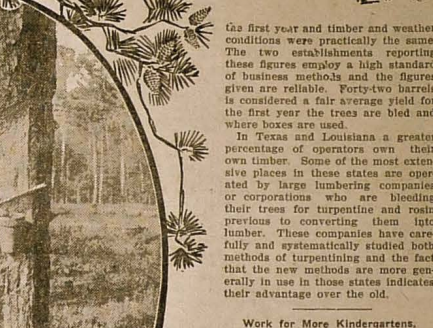 the first year and timber and weather
conditions were practically the same
The two establishments reporting
these figures employ a high standard
of business methods and the figures
given are reliable. Forty-two barrels
is considered a fair average yield for
the first year the trees are bled and
where boxes are used.
In Texas and Louisiana a greater
percentage of operators own their
own timber. Some of the most exten-
sive places in these states are oper-
ated by large lumbering companies
or corporations who are bleeding
their trees for turpentine and rosin
previous to converting them into
lumber. These companies have care-
fully and systematically studied both
methods of turpentining and the fact
that the new methods are more gen-
erally in use in those states indicates
their advantage over the old.
Work for More Kindergartens.